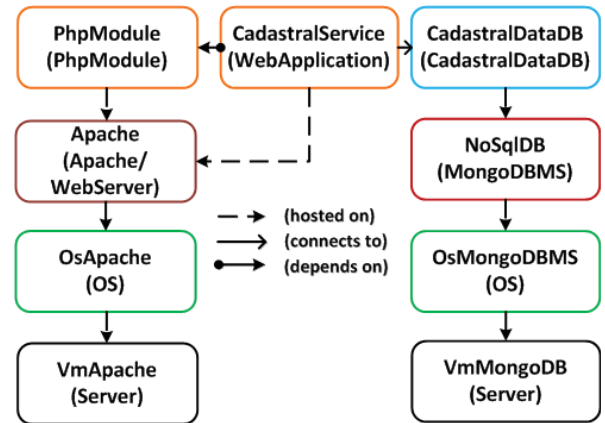 PhpModule
(PhpModule)
CadastralService
(WebApplication)
CadastralDataDB
(CadastralDataDB)
Apache
(Apache/
WebServer)
NoSqlDB
(MongoDBMS)
(hosted on)
(connects to)
(depends on)
OsApache
(OS)
OsMongoDBMS
(OS)
VmApache
(Server)
VmMongoDB
(Server)